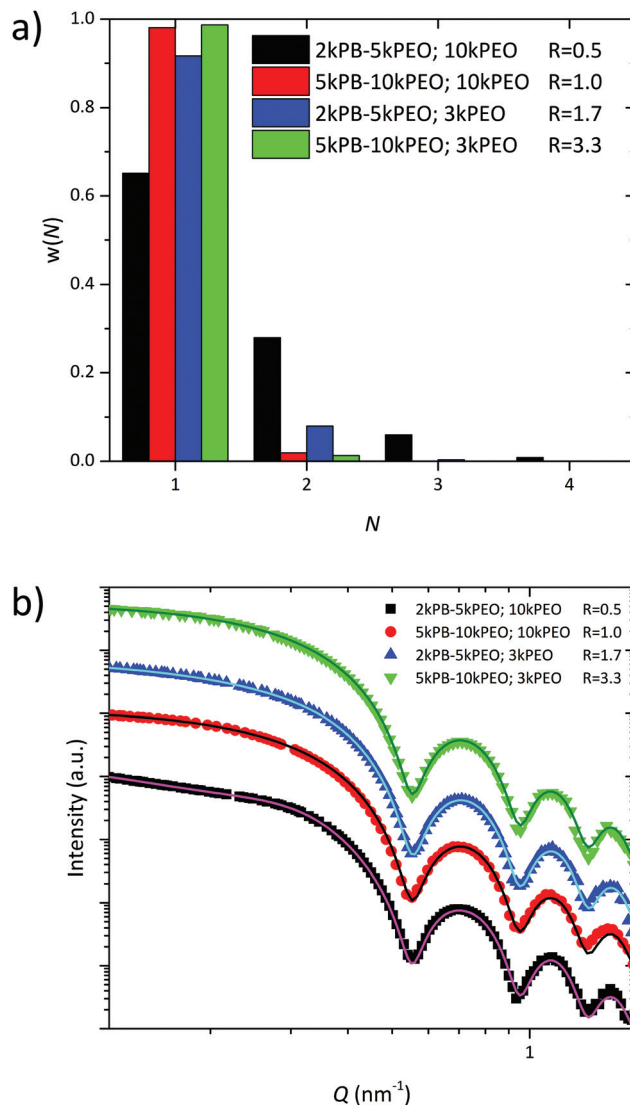 a)
1.0
0.8
0.6
0.4
0.2
0.0
w(N)
2kPB-5kPEO; 10kPEO R=0.5
5kPB-10kPEO; 10kPEO R=1.0
2kPB-5kPEO; 3kPEO R=1.7
5kPB-10kPEO; 3kPEO R=3.3
1 2 3 4
N
b)
Intensity (a.u.)
2kPB-5kPEO; 10kPEO R=0.5
5kPB-10kPEO; 10kPEO R=1.0
2kPB-5kPEO; 3kPEO R=1.7
5kPB-10kPEO; 3kPEO R=3.3
1
Q (nm⁻¹)